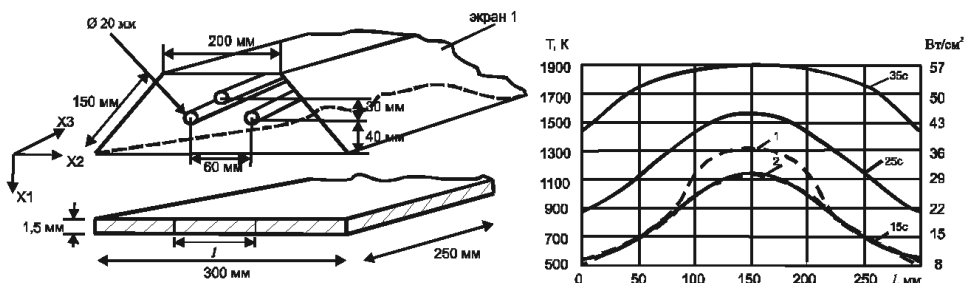 экран 1
Ø 20 мм
200 мм
150 мм
30 мм
40 мм
60 мм
X3
X2
X1
1,5 мм
l
300 мм
250 мм
T, К
Вт/см²
1900
1700
1500
1300
1100
900
700
500
57
50
43
36
29
22
15
8
35с
25с
15с
1
2
0
50
100
150
200
250
l, мм